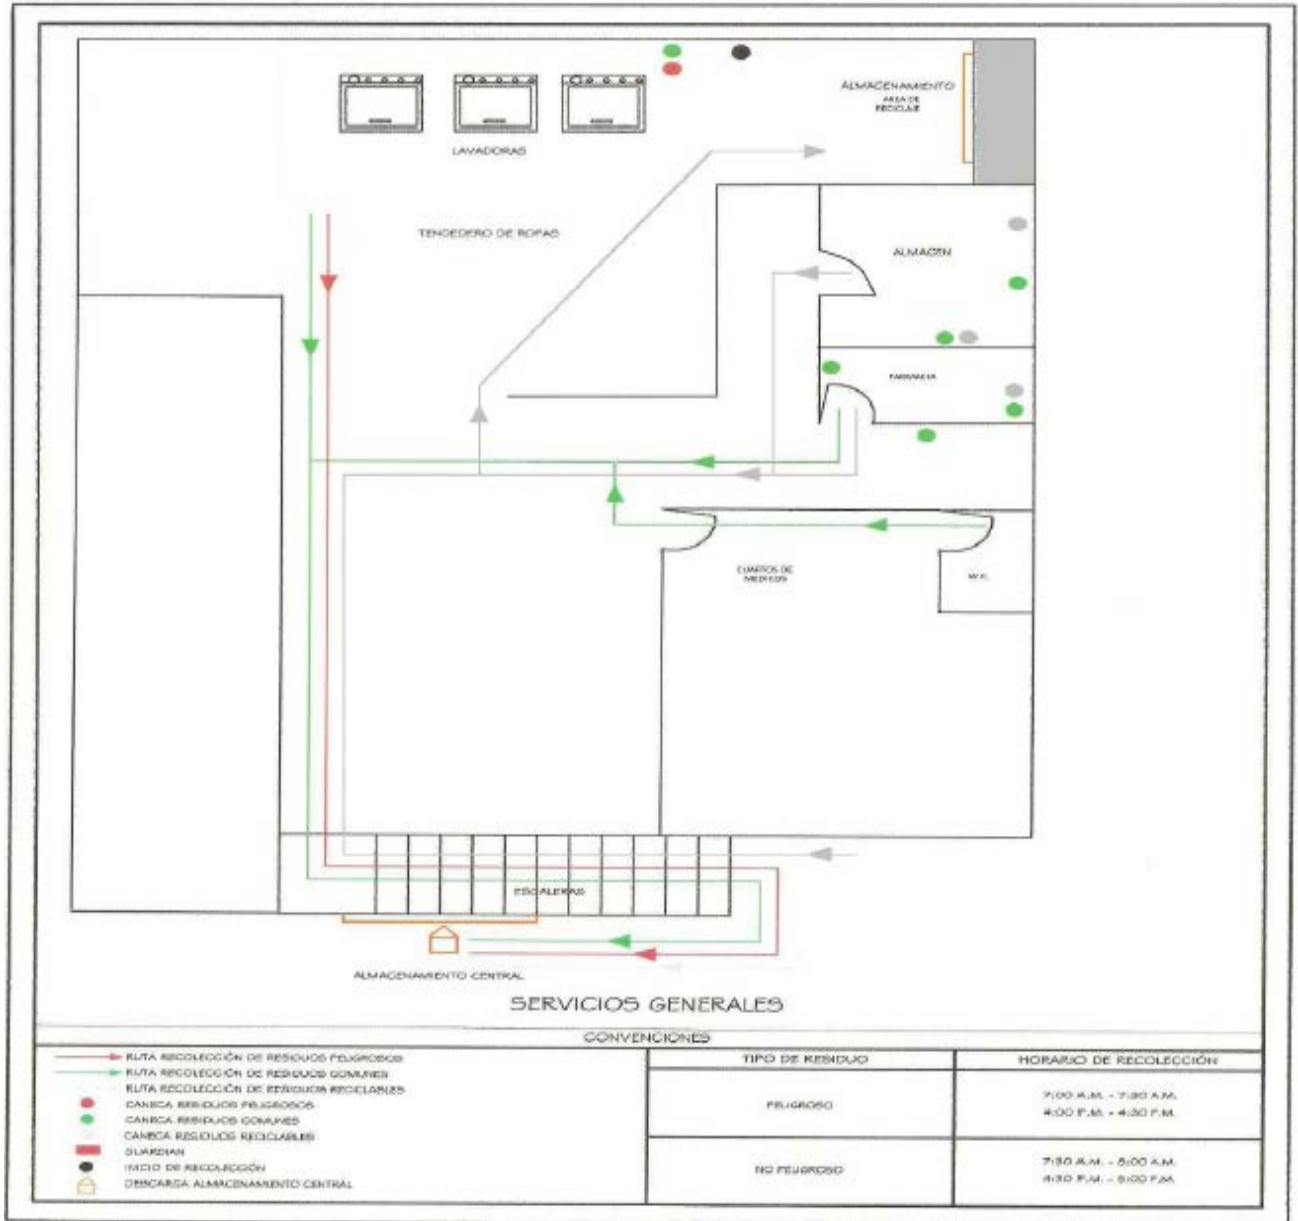 ALMACENAMIENTO
AREA DE
RECICLAJE
LAVADORAS
TENDEDERO DE ROPAS
ALMACEN
FARMACIA
CUARTOS DE
MEDICOS
W.C.
ESCALERAS
ALMACENAMIENTO CENTRAL
SERVICIOS GENERALES
CONVENCIONES
RUTA RECOLECCIÓN DE RESIDUOS PELIGROSOS
RUTA RECOLECCIÓN DE RESIDUOS COMUNES
RUTA RECOLECCIÓN DE RESIDUOS RECICLABLES
CANECA RESIDUOS PELIGROSOS
CANECA RESIDUOS COMUNES
CANECA RESIDUOS RECICLABLES
GUARDIAN
INICIO DE RECOLECCIÓN
DESCARGA ALMACENAMIENTO CENTRAL
TIPO DE RESIDUO
HORARIO DE RECOLECCIÓN
PELIGROSO
7:00 A.M. - 7:30 A.M.
4:00 P.M. - 4:30 P.M.
NO PELIGROSO
7:30 A.M. - 8:00 A.M.
4:30 P.M. - 5:00 P.M.